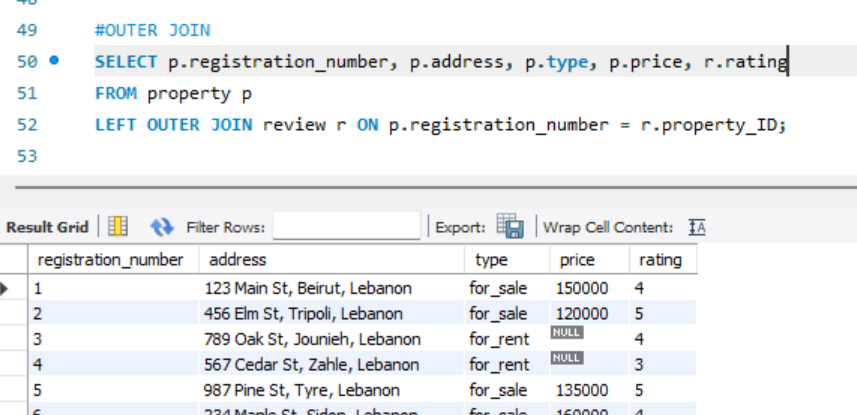 49 #OUTER JOIN
50 SELECT p.registration_number, p.address, p.type, p.price, r.rating
51 FROM property p
52 LEFT OUTER JOIN review r ON p.registration_number = r.property_ID;
53
Result Grid Filter Rows: Export: Wrap Cell Content: IA
registration_number address type price rating
1 123 Main St, Beirut, Lebanon for_sale 150000 4
2 456 Elm St, Tripoli, Lebanon for_sale 120000 5
3 789 Oak St, Jounieh, Lebanon for_rent NULL 4
4 567 Cedar St, Zahle, Lebanon for_rent NULL 3
5 987 Pine St, Tyre, Lebanon for_sale 135000 5
6 234 Maple St, Sidon, Lebanon for_sale 160000 4